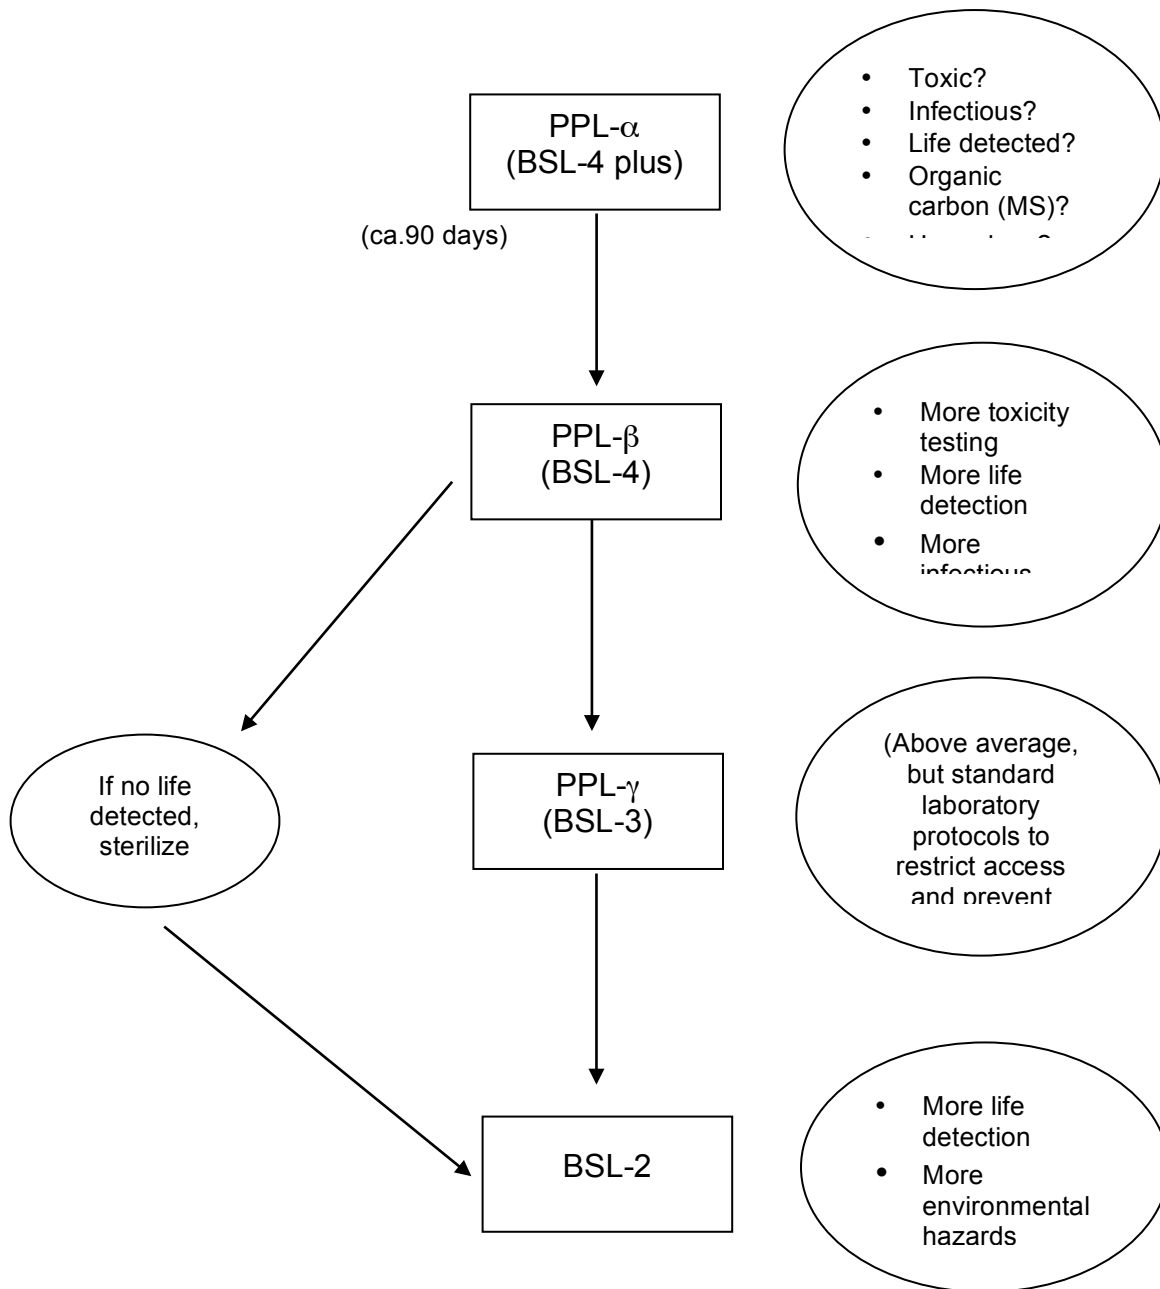 PPL-α
(BSL-4 plus)
• Toxic?
• Infectious?
• Life detected?
• Organic
carbon (MS)?
(ca.90 days)
PPL-β
(BSL-4)
• More toxicity
testing
• More life
detection
• More
infectious
If no life
detected,
sterilize
PPL-γ
(BSL-3)
(Above average,
but standard
laboratory
protocols to
restrict access
and prevent
BSL-2
• More life
detection
• More
environmental
hazards